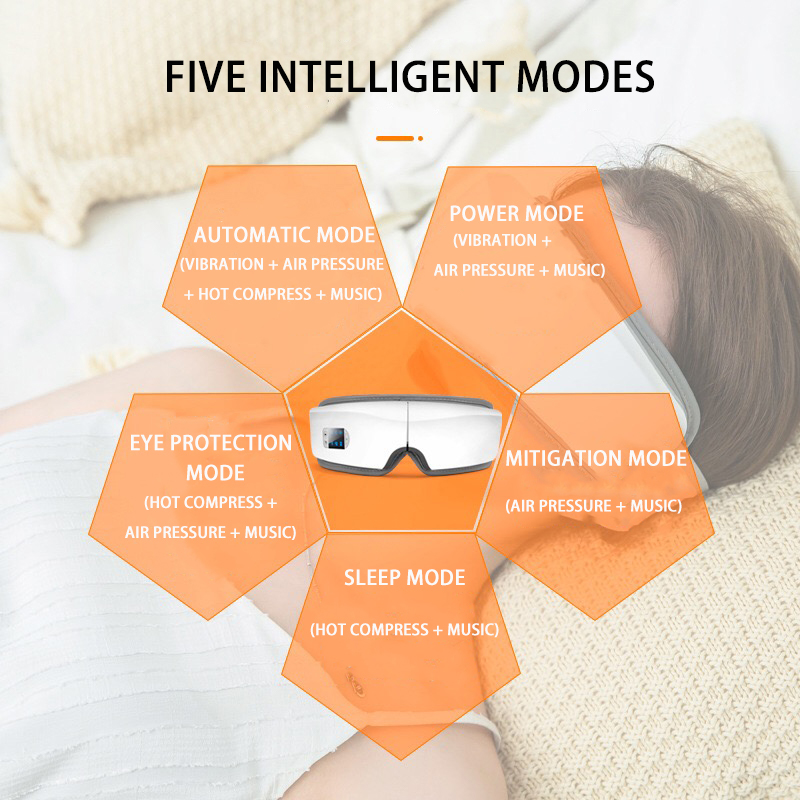 FIVE INTELLIGENT MODES
AUTOMATIC MODE
(VIBRATION + AIR PRESSURE
+ HOT COMPRESS + MUSIC)
POWER MODE
(VIBRATION +
AIR PRESSURE + MUSIC)
EYE PROTECTION
MODE
(HOT COMPRESS +
AIR PRESSURE + MUSIC)
MITIGATION MODE
(AIR PRESSURE + MUSIC)
SLEEP MODE
(HOT COMPRESS + MUSIC)